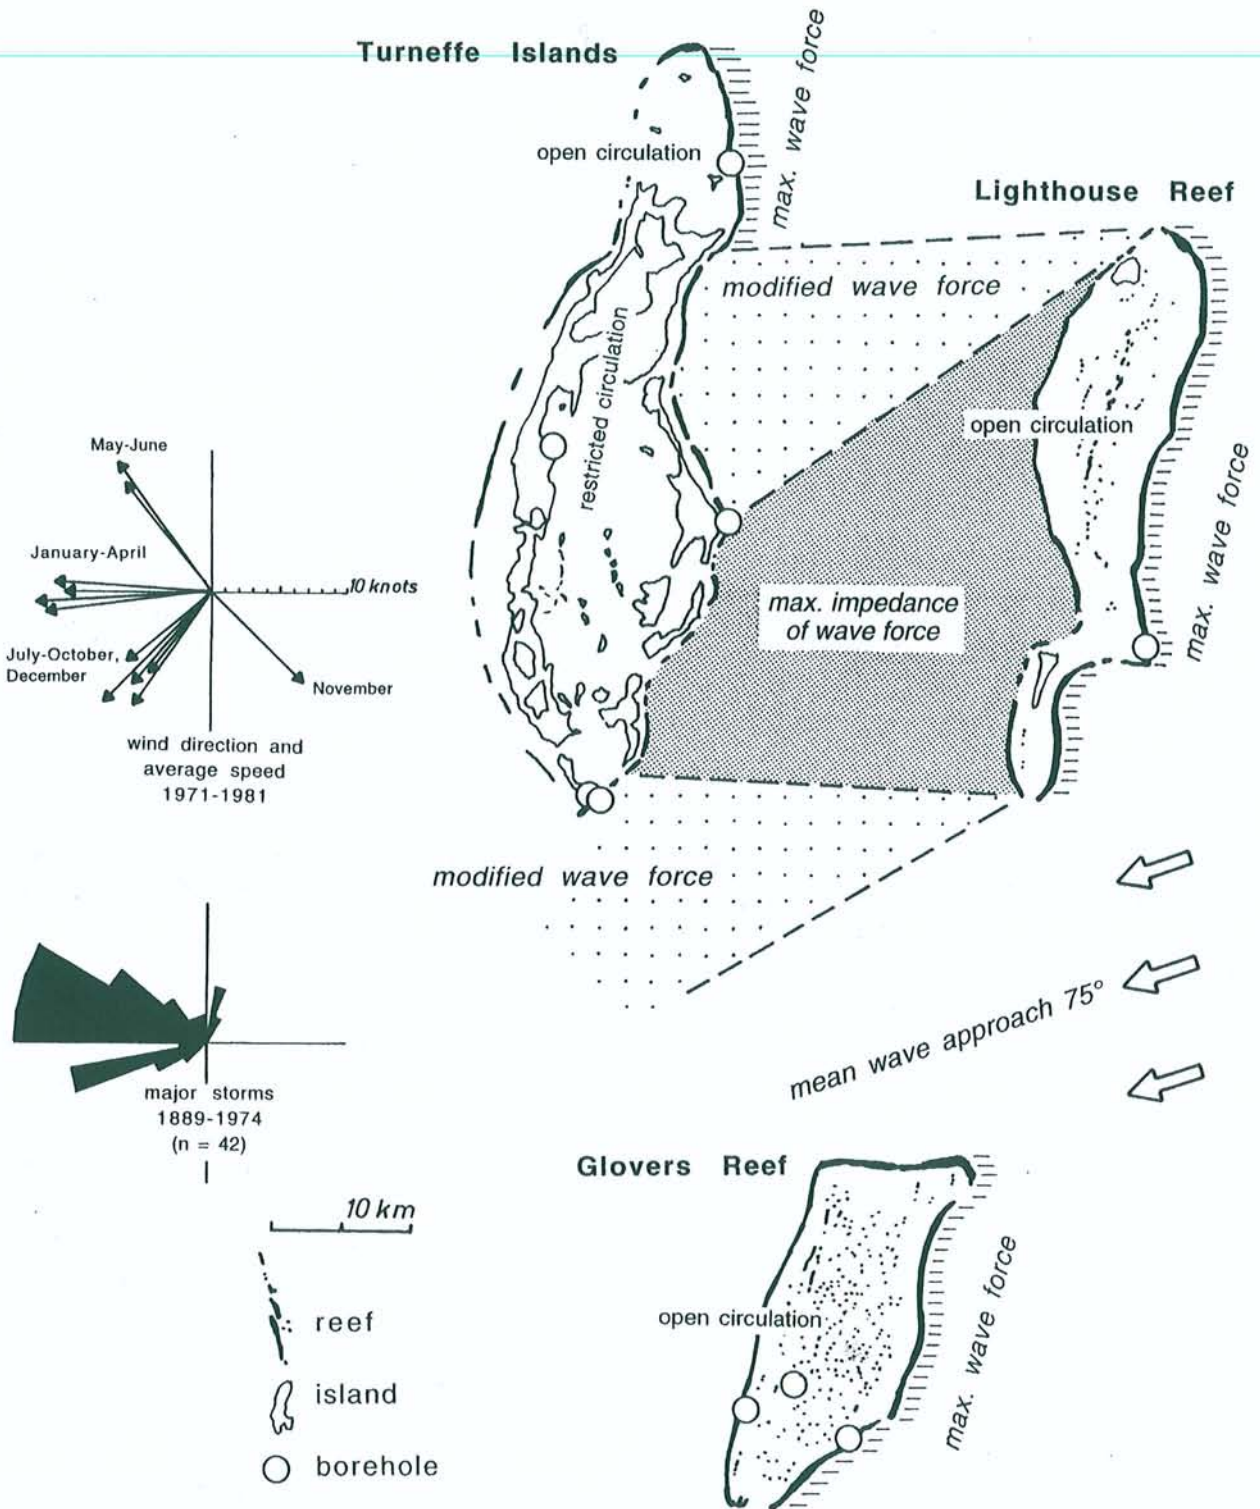 Turneffe Islands
max. wave force
open circulation
Lighthouse Reef
modified wave force
restricted circulation
open circulation
May-June
January-April
10 knots
max. impedance
of wave force
max. wave force
July-October,
December
November
wind direction and
average speed
1971-1981
modified wave force
mean wave approach 75°
major storms
1889-1974
(n = 42)
Glovers Reef
10 km
max. wave force
reef
open circulation
island
borehole